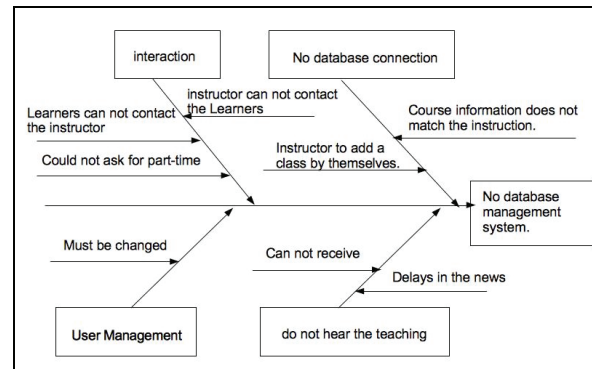 interaction
No database connection
instructor can not contact
the Learners
Learners can not contact
the instructor
Course information does not
match the instruction.
Could not ask for part-time
Instructor to add a
class by themselves.
No database
management
system.
Must be changed
Can not receive
Delays in the news
User Management
do not hear the teaching